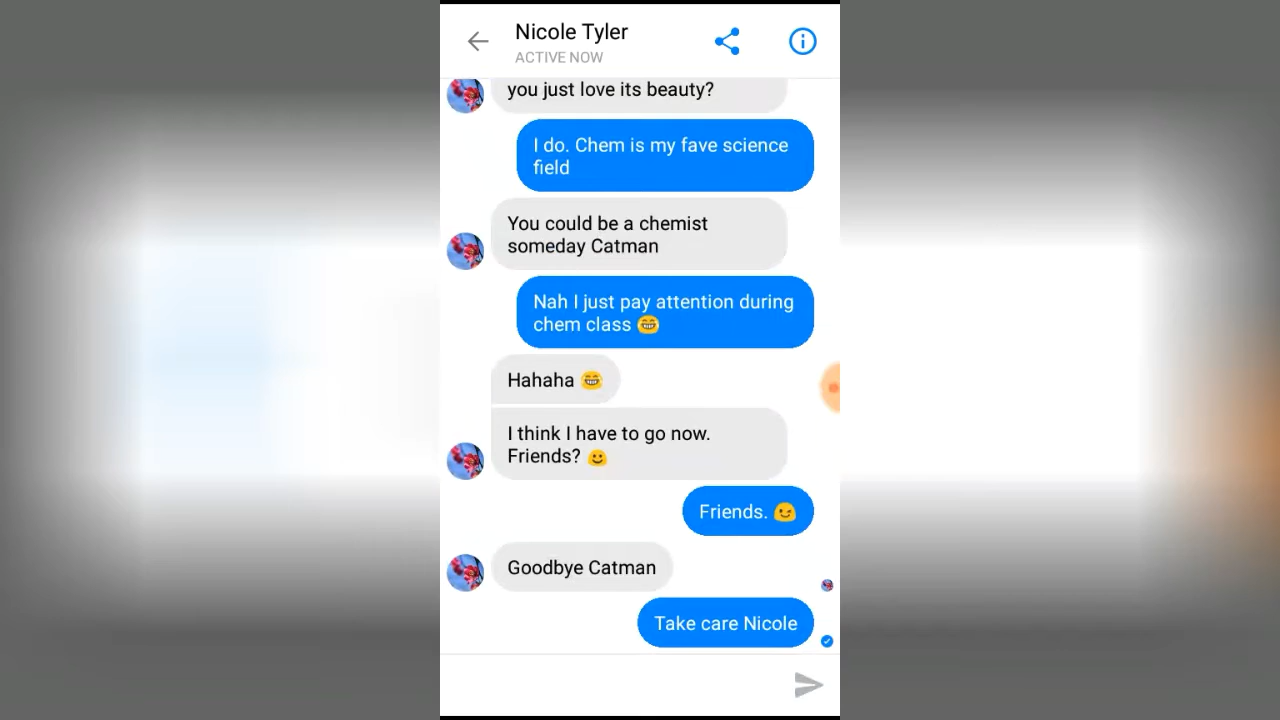 Nicole Tyler
ACTIVE NOW
you just love its beauty?
I do. Chem is my fave science
field
You could be a chemist
someday Catman
Nah I just pay attention during
chem class 😁
Hahaha 😁
I think I have to go now.
Friends? 🙂
Friends. 😉
Goodbye Catman
Take care Nicole